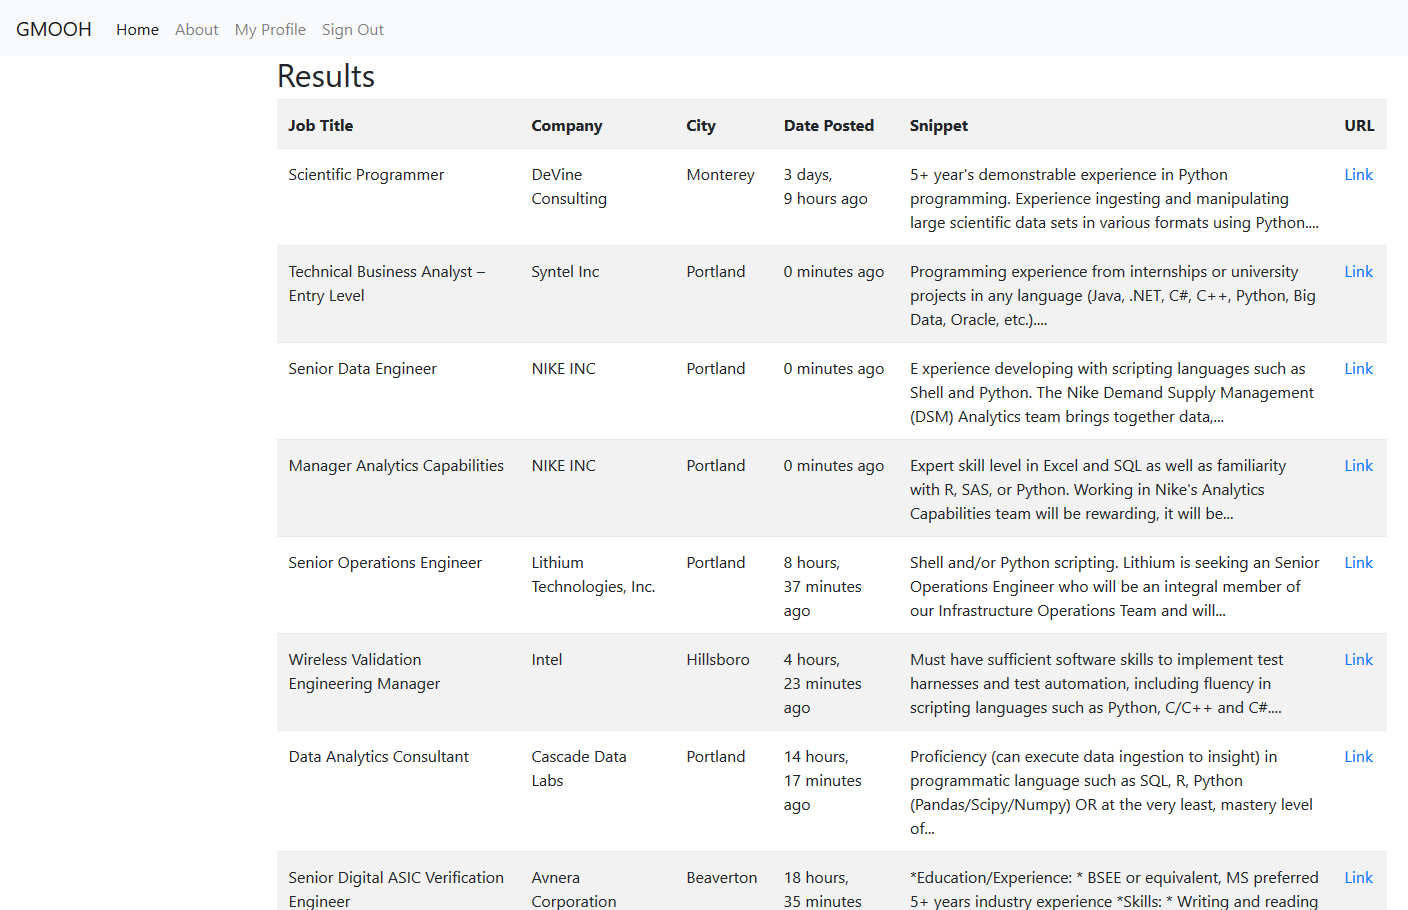 GMOOH Home About My Profile Sign Out
Results
Job Title Company City Date Posted Snippet URL
Scientific Programmer DeVine Monterey 3 days, 5+ year's demonstrable experience in Python Link
Consulting 9 hours ago programming. Experience ingesting and manipulating
large scientific data sets in various formats using Python....
Technical Business Analyst – Syntel Inc Portland 0 minutes ago Programming experience from internships or university Link
Entry Level projects in any language (Java, .NET, C#, C++, Python, Big
Data, Oracle, etc.)....
Senior Data Engineer NIKE INC Portland 0 minutes ago E xperience developing with scripting languages such as Link
Shell and Python. The Nike Demand Supply Management
(DSM) Analytics team brings together data,...
Manager Analytics Capabilities NIKE INC Portland 0 minutes ago Expert skill level in Excel and SQL as well as familiarity Link
with R, SAS, or Python. Working in Nike's Analytics
Capabilities team will be rewarding, it will be...
Senior Operations Engineer Lithium Portland 8 hours, Shell and/or Python scripting. Lithium is seeking an Senior Link
Technologies, Inc. 37 minutes Operations Engineer who will be an integral member of
ago our Infrastructure Operations Team and will...
Wireless Validation Intel Hillsboro 4 hours, Must have sufficient software skills to implement test Link
Engineering Manager 23 minutes harnesses and test automation, including fluency in
ago scripting languages such as Python, C/C++ and C#....
Data Analytics Consultant Cascade Data Portland 14 hours, Proficiency (can execute data ingestion to insight) in Link
Labs 17 minutes programmatic language such as SQL, R, Python
ago (Pandas/Scipy/Numpy) OR at the very least, mastery level
of...
Senior Digital ASIC Verification Avnera Beaverton 18 hours, *Education/Experience: * BSEE or equivalent, MS preferred Link
Engineer Corporation 35 minutes 5+ years industry experience *Skills: * Writing and reading